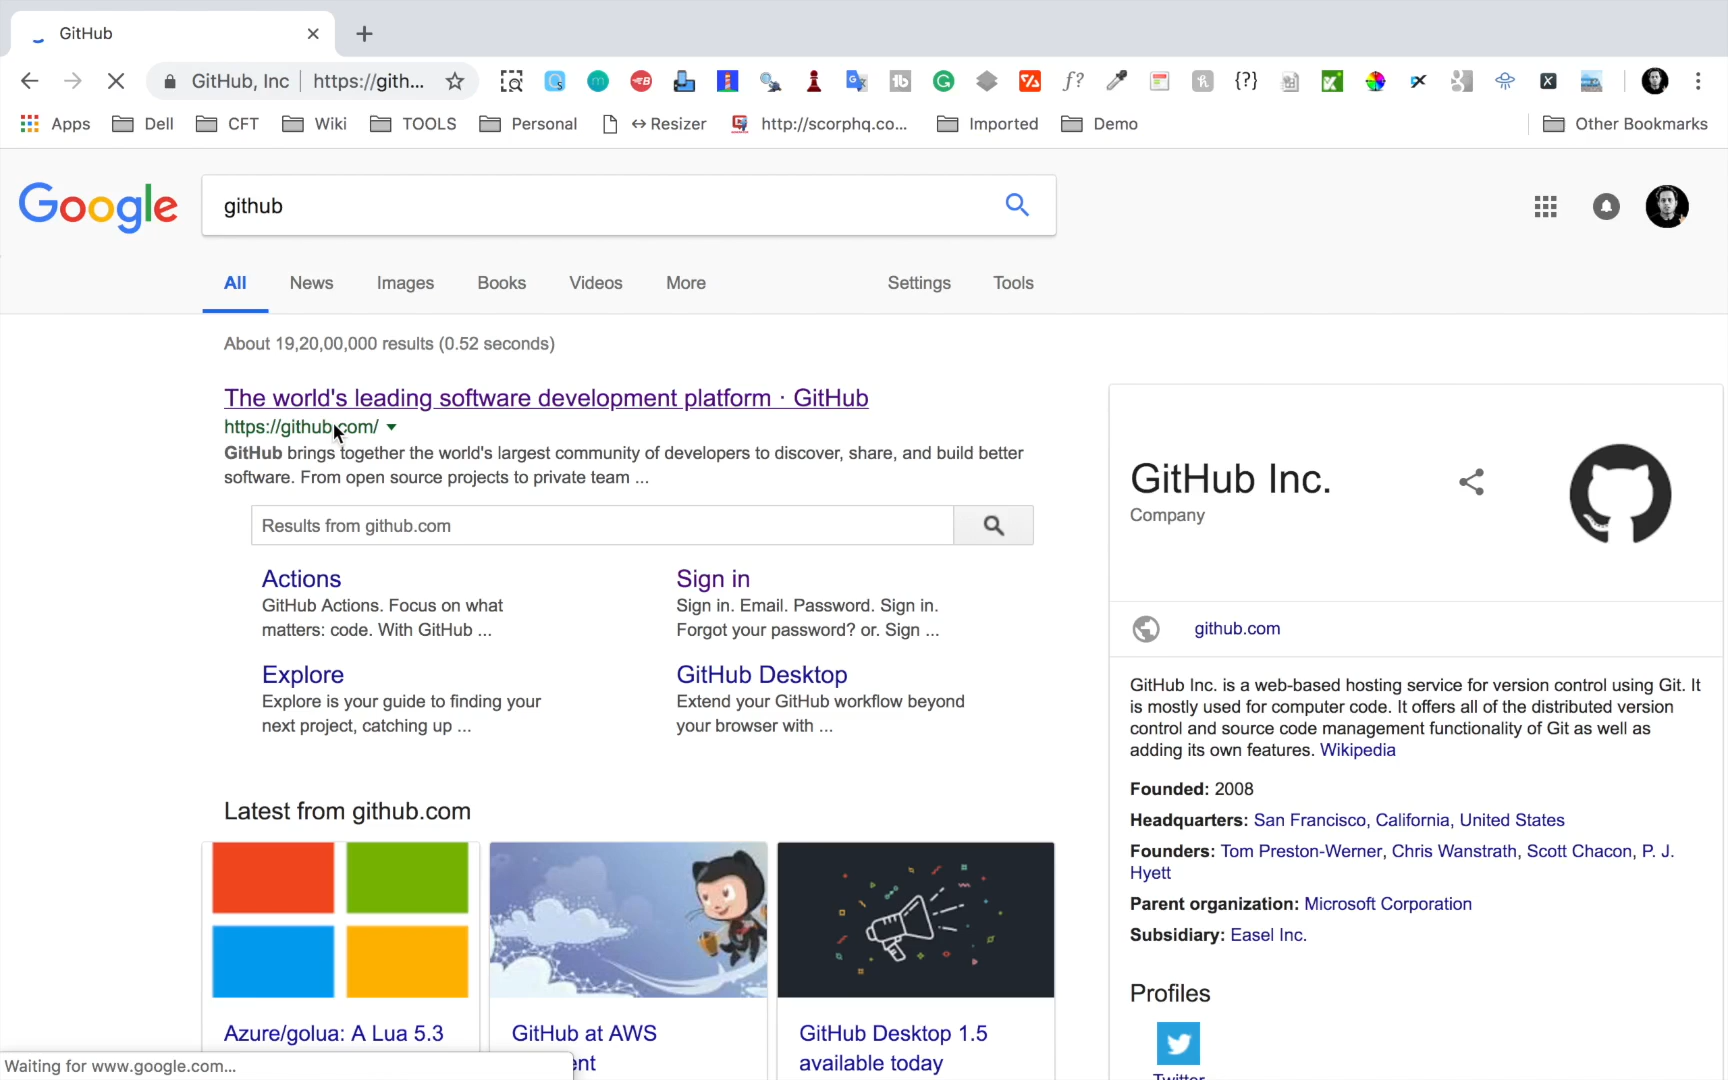 GitHub
GitHub, Inc
https://gith...
Apps
Dell
CFT
Wiki
TOOLS
Personal
↔Resizer
http://scorphq.co...
Imported
Demo
Other Bookmarks
Google
github
All
News
Images
Books
Videos
More
Settings
Tools
About 19,20,00,000 results (0.52 seconds)
The world's leading software development platform · GitHub
https://github.com/
GitHub brings together the world's largest community of developers to discover, share, and build better
software. From open source projects to private team ...
Results from github.com
Actions
GitHub Actions. Focus on what
matters: code. With GitHub ...
Sign in
Sign in. Email. Password. Sign in.
Forgot your password? or. Sign ...
Explore
Explore is your guide to finding your
next project, catching up ...
GitHub Desktop
Extend your GitHub workflow beyond
your browser with ...
Latest from github.com
Azure/golua: A Lua 5.3
GitHub at AWS
ent
GitHub Desktop 1.5
available today
GitHub Inc.
Company
github.com
GitHub Inc. is a web-based hosting service for version control using Git. It
is mostly used for computer code. It offers all of the distributed version
control and source code management functionality of Git as well as
adding its own features. Wikipedia
Founded: 2008
Headquarters: San Francisco, California, United States
Founders: Tom Preston-Werner, Chris Wanstrath, Scott Chacon, P. J.
Hyett
Parent organization: Microsoft Corporation
Subsidiary: Easel Inc.
Profiles
Twitter
Waiting for www.google.com...